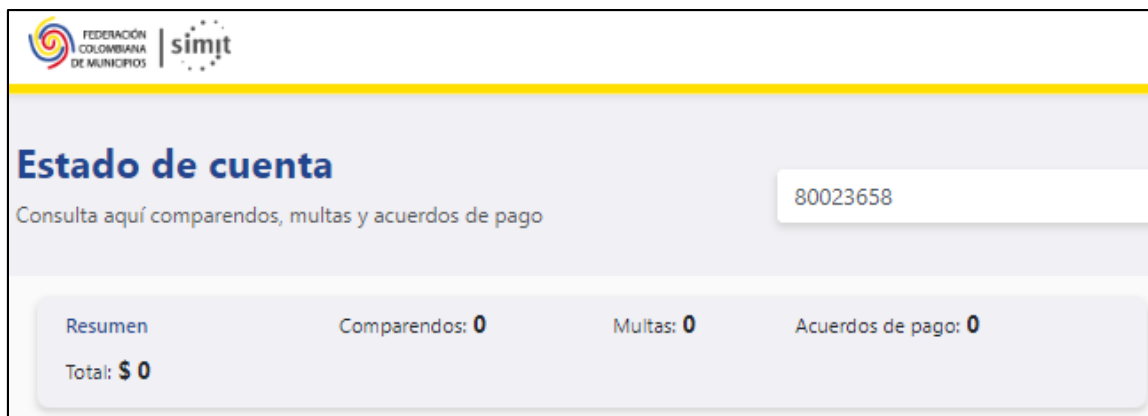 FEDERACIÓN
COLOMBIANA
DE MUNICIPIOS
simit
Estado de cuenta
Consulta aquí comparendos, multas y acuerdos de pago
80023658
Resumen Comparendos: 0 Multas: 0 Acuerdos de pago: 0
Total: $ 0